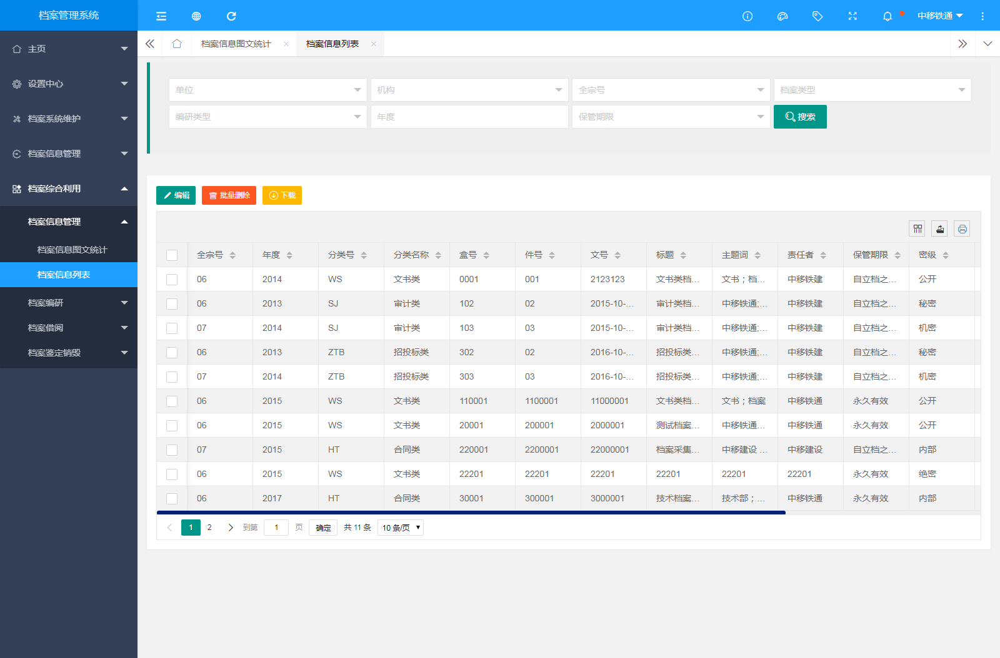 档案管理系统
中移铁通
主页
设置中心
档案系统维护
档案信息管理
档案综合利用
档案信息管理
档案信息图文统计
档案信息列表
档案编研
档案借阅
档案鉴定销毁
档案信息图文统计 档案信息列表
单位 机构 全宗号 档案类型
编研类型 年度 保管期限 搜索
编辑 批量删除 下载
全宗号 年度 分类号 分类名称 盒号 件号 文号 标题 主题词 责任者 保管期限 密级
06 2014 WS 文书类 0001 001 2123123 文书类档... 文书；档... 中移铁建 自立档之... 公开
06 2013 SJ 审计类 102 02 2015-10-... 审计类档... 中移铁通;... 中移铁建 自立档之... 秘密
07 2014 SJ 审计类 103 03 2015-10-... 审计类档... 中移铁通;... 中移铁建 自立档之... 机密
06 2013 ZTB 招投标类 302 02 2016-10-... 招投标类... 中移铁通;... 中移铁建 自立档之... 秘密
07 2014 ZTB 招投标类 303 03 2016-10-... 招投标类... 中移铁通;... 中移铁建 自立档之... 机密
06 2015 WS 文书类 110001 1100001 11000001 文书类档... 文书；档案 中移铁通 永久有效 公开
06 2015 WS 文书类 20001 200001 2000001 测试档案... 中移铁通... 中移铁通 永久有效 公开
07 2015 HT 合同类 220001 2200001 22000001 档案采集... 中移建设 ... 中移建设 自立档之... 内部
06 2015 WS 文书类 22201 22201 22201 22201 22201 22201 永久有效 绝密
06 2017 HT 合同类 30001 300001 3000001 技术档案... 技术部；... 中移铁通 永久有效 内部
1 2 到第 1 页 确定 共 11 条 10 条/页